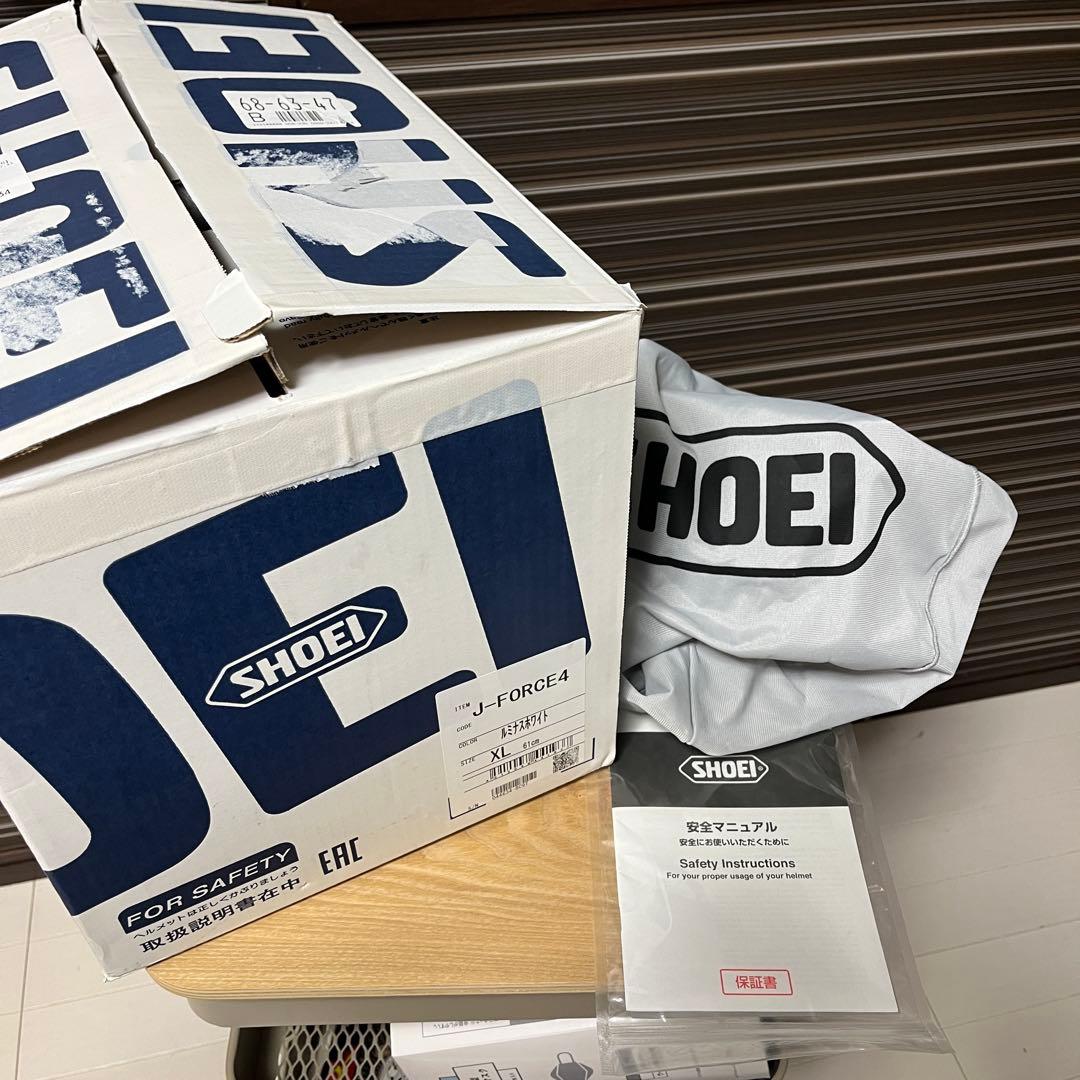 SHOEI
68-63-47
B
SHOEI
ITEM J-FORCE4
CODE
COLOR ルミナスホワイト
SIZE XL 61cm
S/N
FOR SAFETY
ヘルメットは正しくかぶりましょう
取扱説明書在中
EAC
SHOEI
SHOEI
安全マニュアル
安全にお使いいただくために
Safety Instructions
For your proper usage of your helmet
保証書